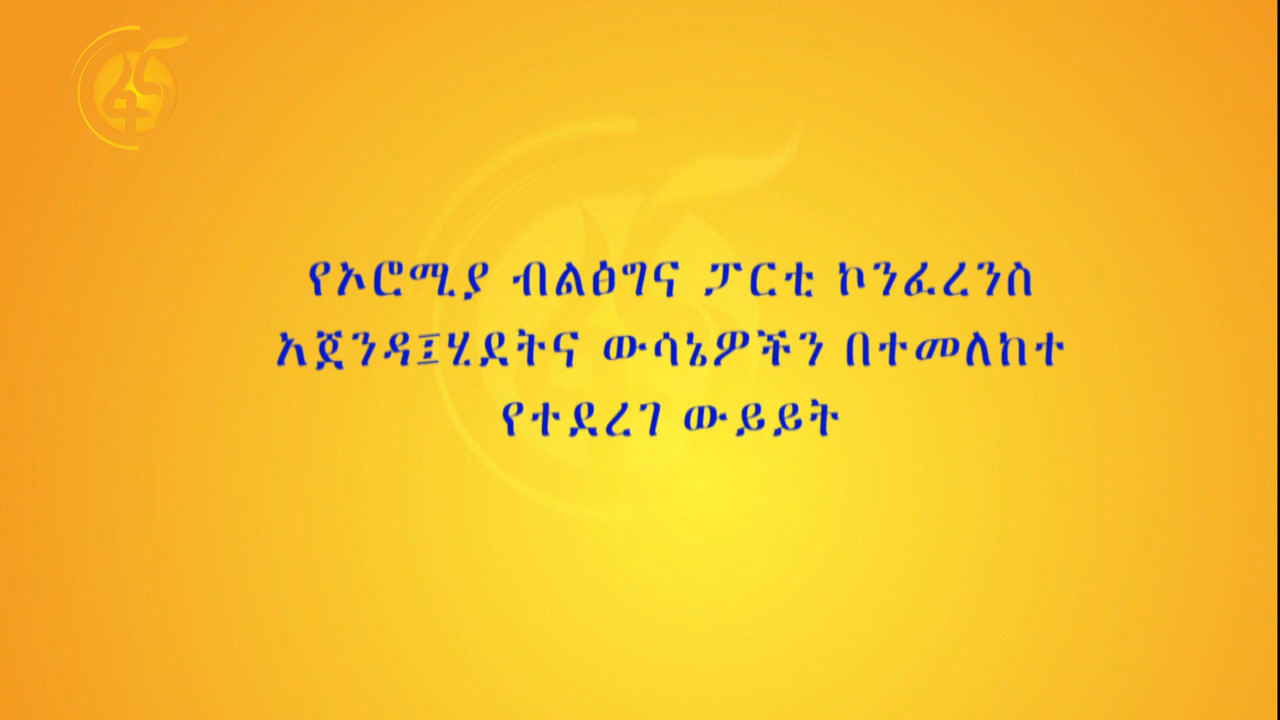 የኦሮሚያ ብልፅግና ፓርቲ ኮንፈረንስ
አጀንዳ፤ሂደትና ውሳኔዎችን በተመለከተ
የተደረገ ውይይት